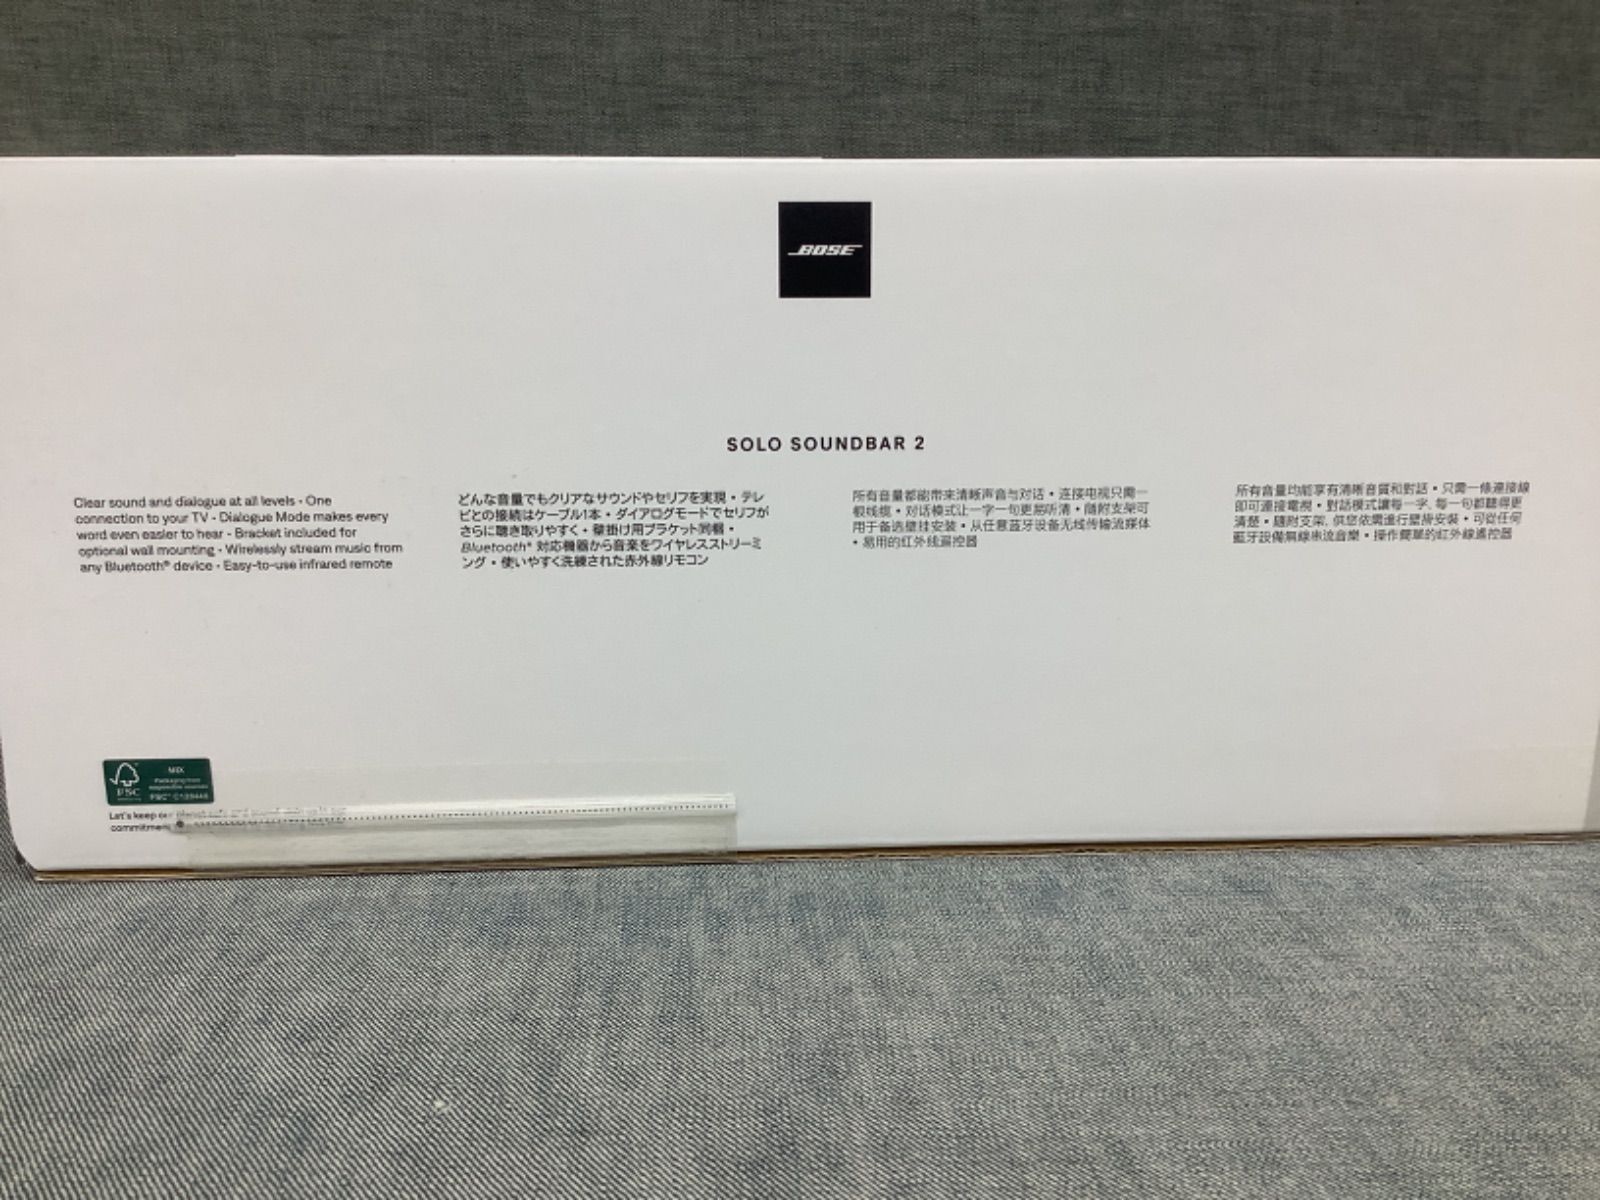 BOSE
SOLO SOUNDBAR 2
Clear sound and dialogue at all levels • One
connection to your TV • Dialogue Mode makes every
word even easier to hear • Bracket included for
optional wall mounting • Wirelessly stream music from
any Bluetooth® device • Easy-to-use infrared remote
どんな音量でもクリアなサウンドやセリフを実現・テレ
ビとの接続はケーブル1本・ダイアログモードでセリフが
さらに聴き取りやすく・壁掛け用ブラケット同梱・
Bluetooth® 対応機器から音楽をワイヤレスストリーミ
ング・使いやすく洗練された赤外線リモコン
所有音量都能带来清晰声音与对话・连接电视只需一
根线缆・对话模式让一字一句更易听清・随附支架可
用于备选壁挂安装・从任意蓝牙设备无线传输流媒体
・易用的红外线遥控器
所有音量均能享有清晰音質和對話・只需一條連接線
即可連接電視・對話模式讓每一字, 每一句都聽得更
清楚・隨附支架, 供您依需進行壁掛安裝・可從任何
藍牙設備無線串流音樂・操作簡單的紅外線遙控器
FSC
MIX
Packaging from
responsible sources
Let's keep our planet
commitment